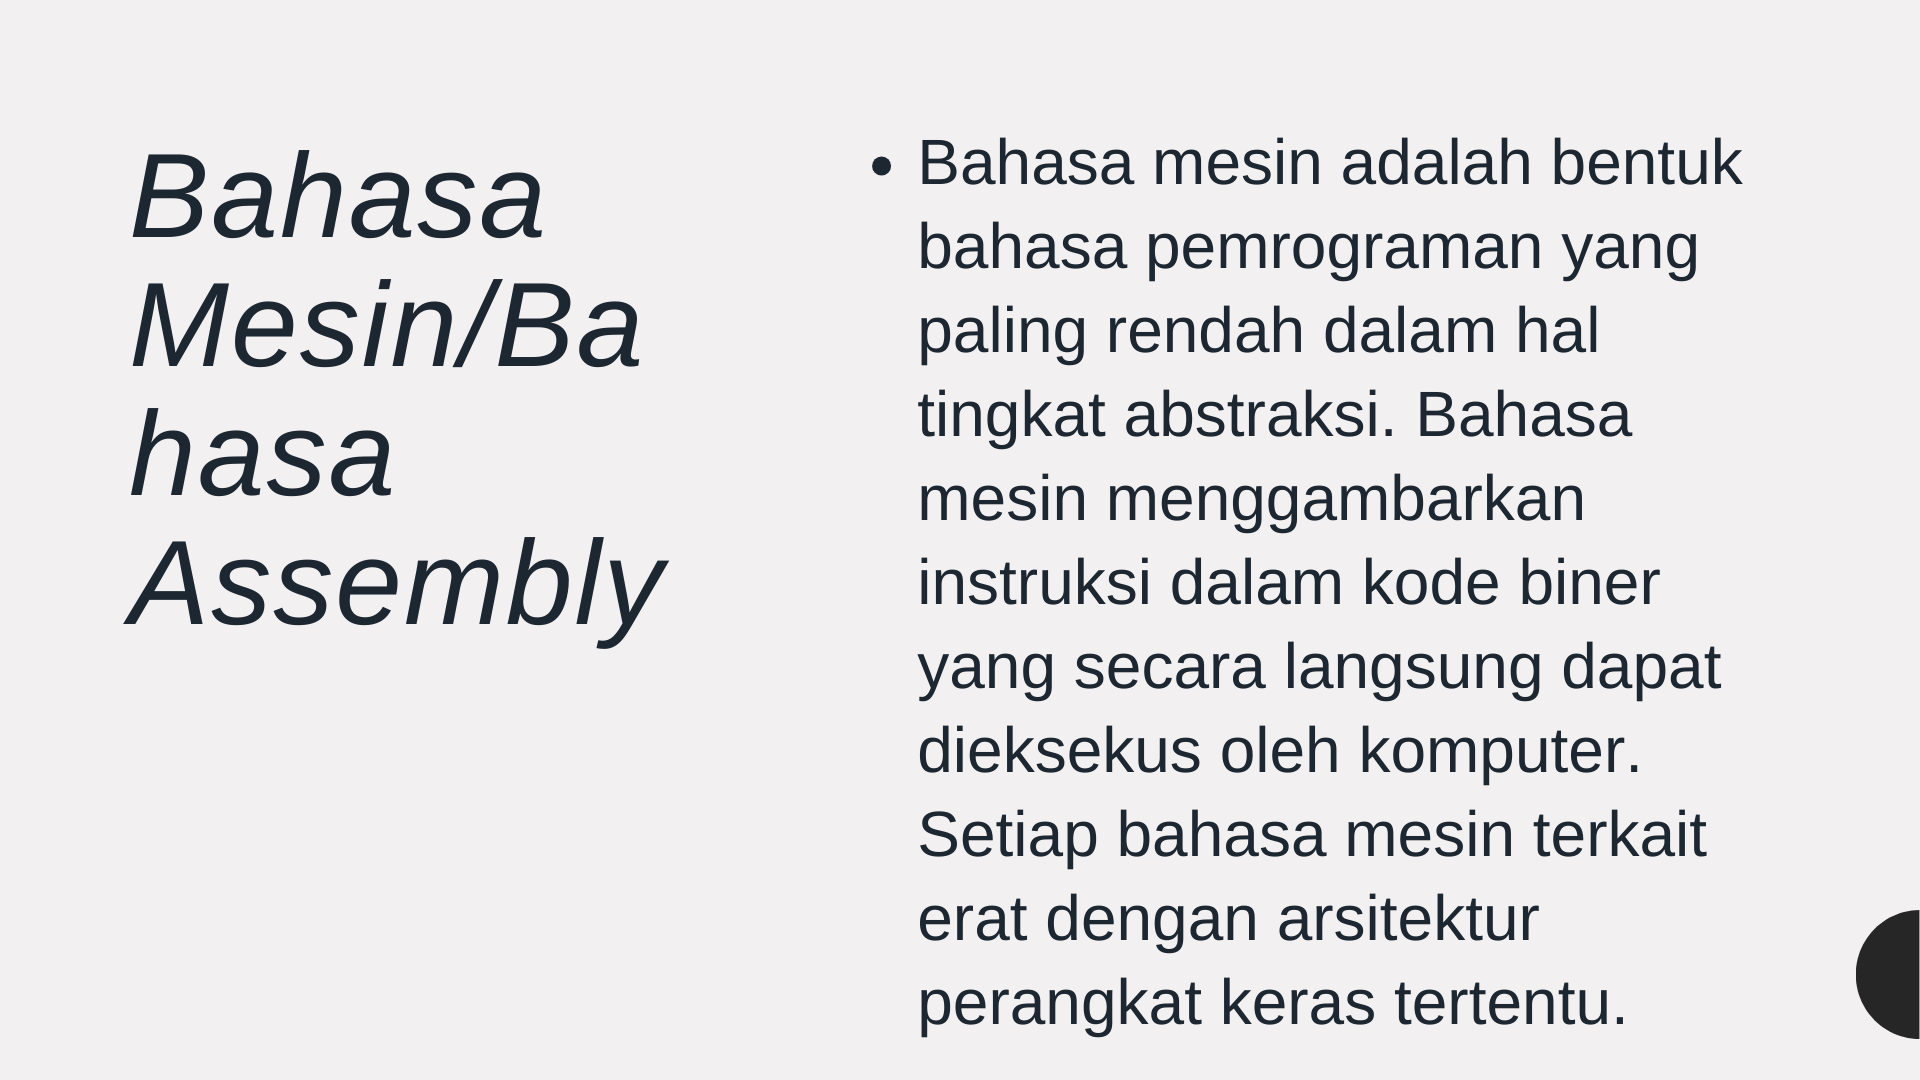 Bahasa
Mesin/Ba
hasa
Assembly
• Bahasa mesin adalah bentuk
bahasa pemrograman yang
paling rendah dalam hal
tingkat abstraksi. Bahasa
mesin menggambarkan
instruksi dalam kode biner
yang secara langsung dapat
dieksekus oleh komputer.
Setiap bahasa mesin terkait
erat dengan arsitektur
perangkat keras tertentu.